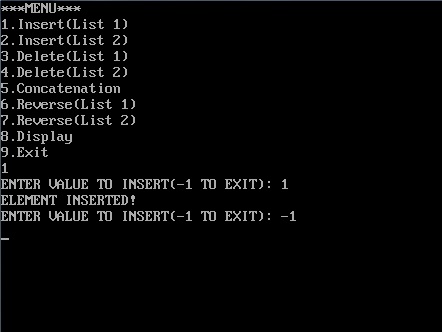 ***MENU***
1.Insert(List 1)
2.Insert(List 2)
3.Delete(List 1)
4.Delete(List 2)
5.Concatenation
6.Reverse(List 1)
7.Reverse(List 2)
8.Display
9.Exit
1
ENTER VALUE TO INSERT(-1 TO EXIT): 1
ELEMENT INSERTED!
ENTER VALUE TO INSERT(-1 TO EXIT): -1
_